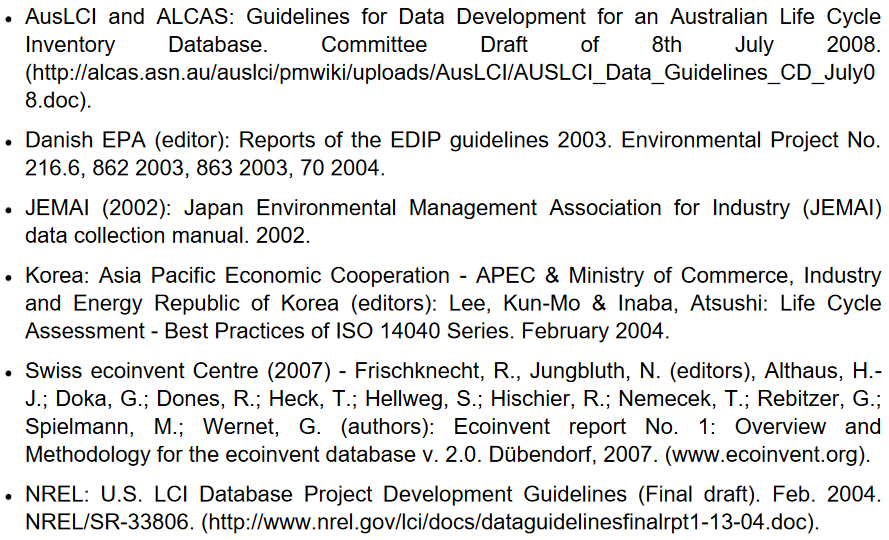 • AusLCI and ALCAS: Guidelines for Data Development for an Australian Life Cycle
Inventory Database. Committee Draft of 8th July 2008.
(http://alcas.asn.au/auslci/pmwiki/uploads/AusLCI/AUSLCI_Data_Guidelines_CD_July0
8.doc).
• Danish EPA (editor): Reports of the EDIP guidelines 2003. Environmental Project No.
216.6, 862 2003, 863 2003, 70 2004.
• JEMAI (2002): Japan Environmental Management Association for Industry (JEMAI)
data collection manual. 2002.
• Korea: Asia Pacific Economic Cooperation - APEC & Ministry of Commerce, Industry
and Energy Republic of Korea (editors): Lee, Kun-Mo & Inaba, Atsushi: Life Cycle
Assessment - Best Practices of ISO 14040 Series. February 2004.
• Swiss ecoinvent Centre (2007) - Frischknecht, R., Jungbluth, N. (editors), Althaus, H.-
J.; Doka, G.; Dones, R.; Heck, T.; Hellweg, S.; Hischier, R.; Nemecek, T.; Rebitzer, G.;
Spielmann, M.; Wernet, G. (authors): Ecoinvent report No. 1: Overview and
Methodology for the ecoinvent database v. 2.0. Dübendorf, 2007. (www.ecoinvent.org).
• NREL: U.S. LCI Database Project Development Guidelines (Final draft). Feb. 2004.
NREL/SR-33806. (http://www.nrel.gov/lci/docs/dataguidelinesfinalrpt1-13-04.doc).